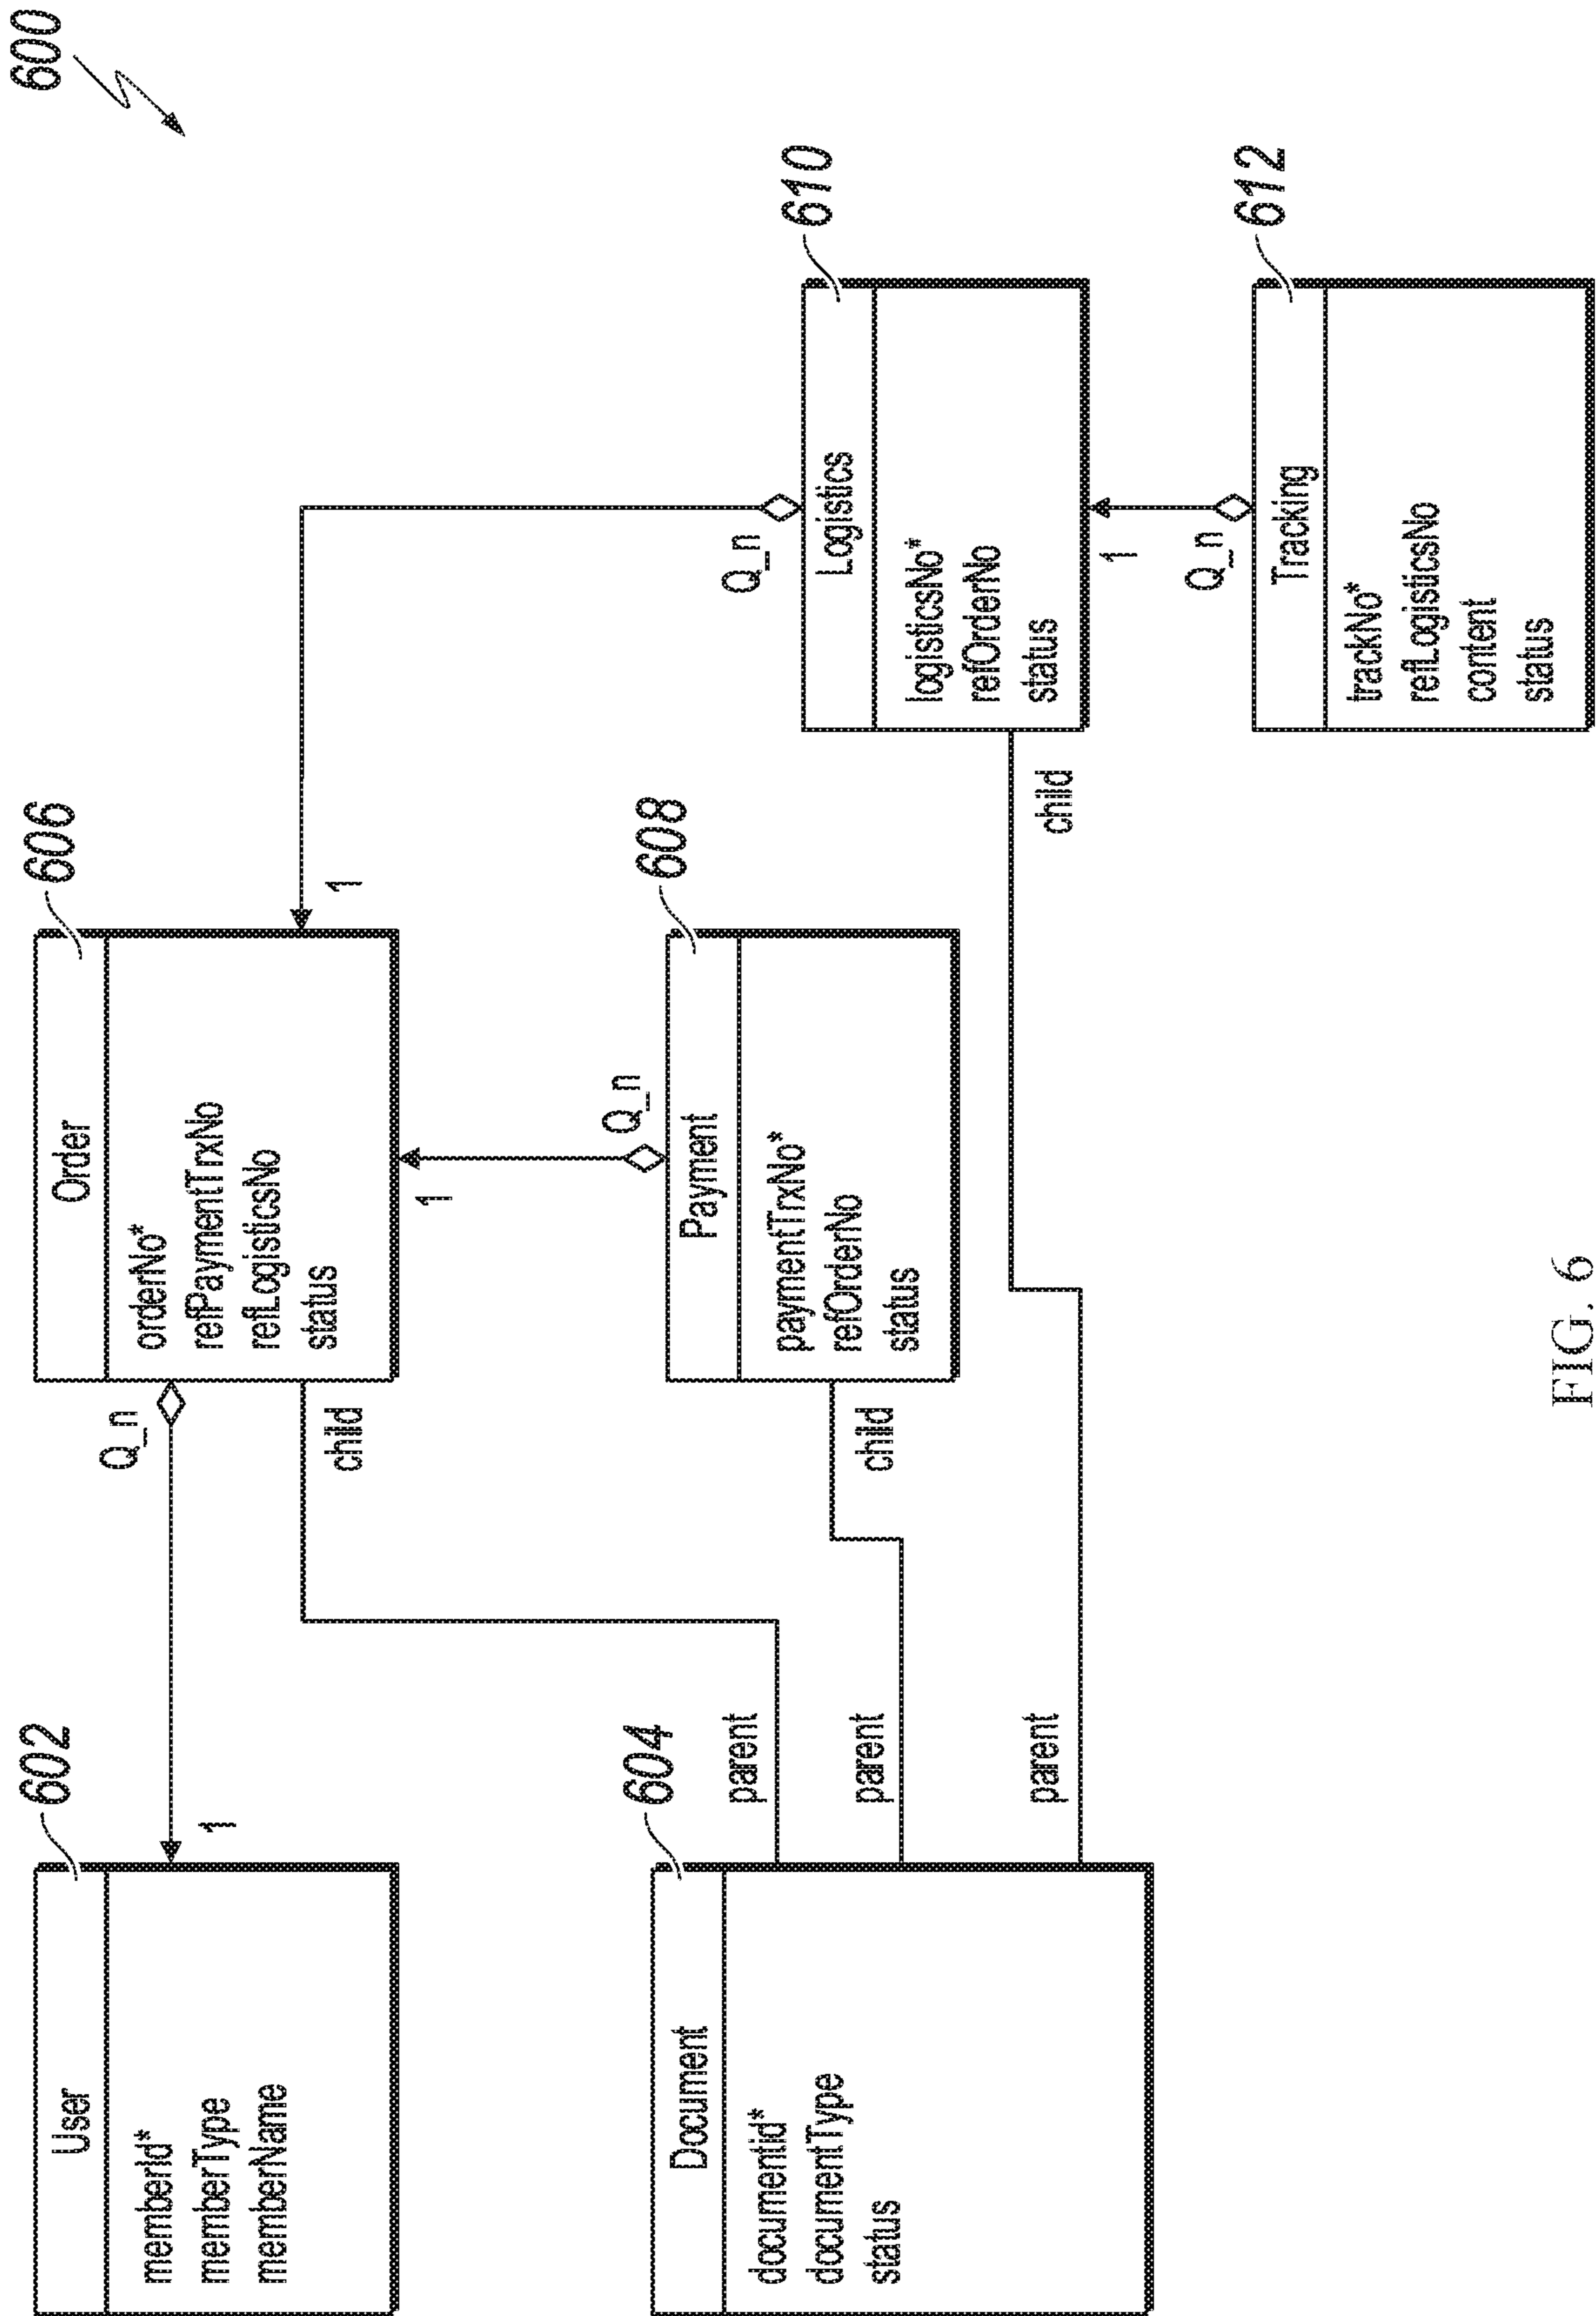 600
602
User
memberId*
memberType
memberName
1
Q_n
606
Order
orderNo*
refPaymentTrxNo
refLogisticsNo
status
1
child
1
604
Document
documentid*
documentType
status
parent
parent
parent
Q_n
608
Payment
paymentTrxNo*
refOrderNo
status
child
Q_n
610
Logistics
logisticsNo*
refOrderNo
status
child
1
Q_n
612
Tracking
trackNo*
refLogisticsNo
content
status
FIG. 6